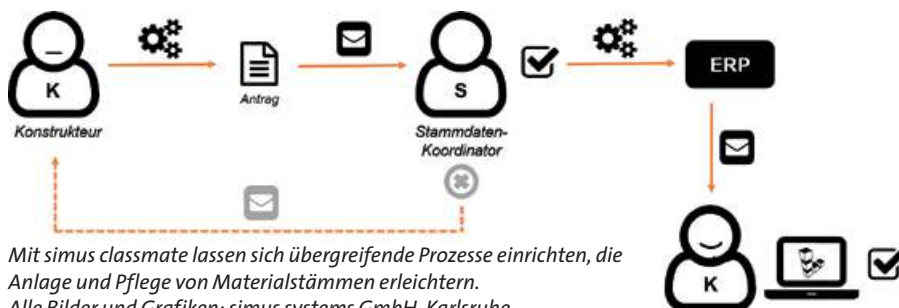 K
S
ERP
Antrag
Konstrukteur
Stammdaten-
Koordinator
Mit simus classmate lassen sich übergreifende Prozesse einrichten, die
Anlage und Pflege von Materialstämmen erleichtern.
Alle Bilder und Grafiken: simus systems GmbH, Karlsruhe
K